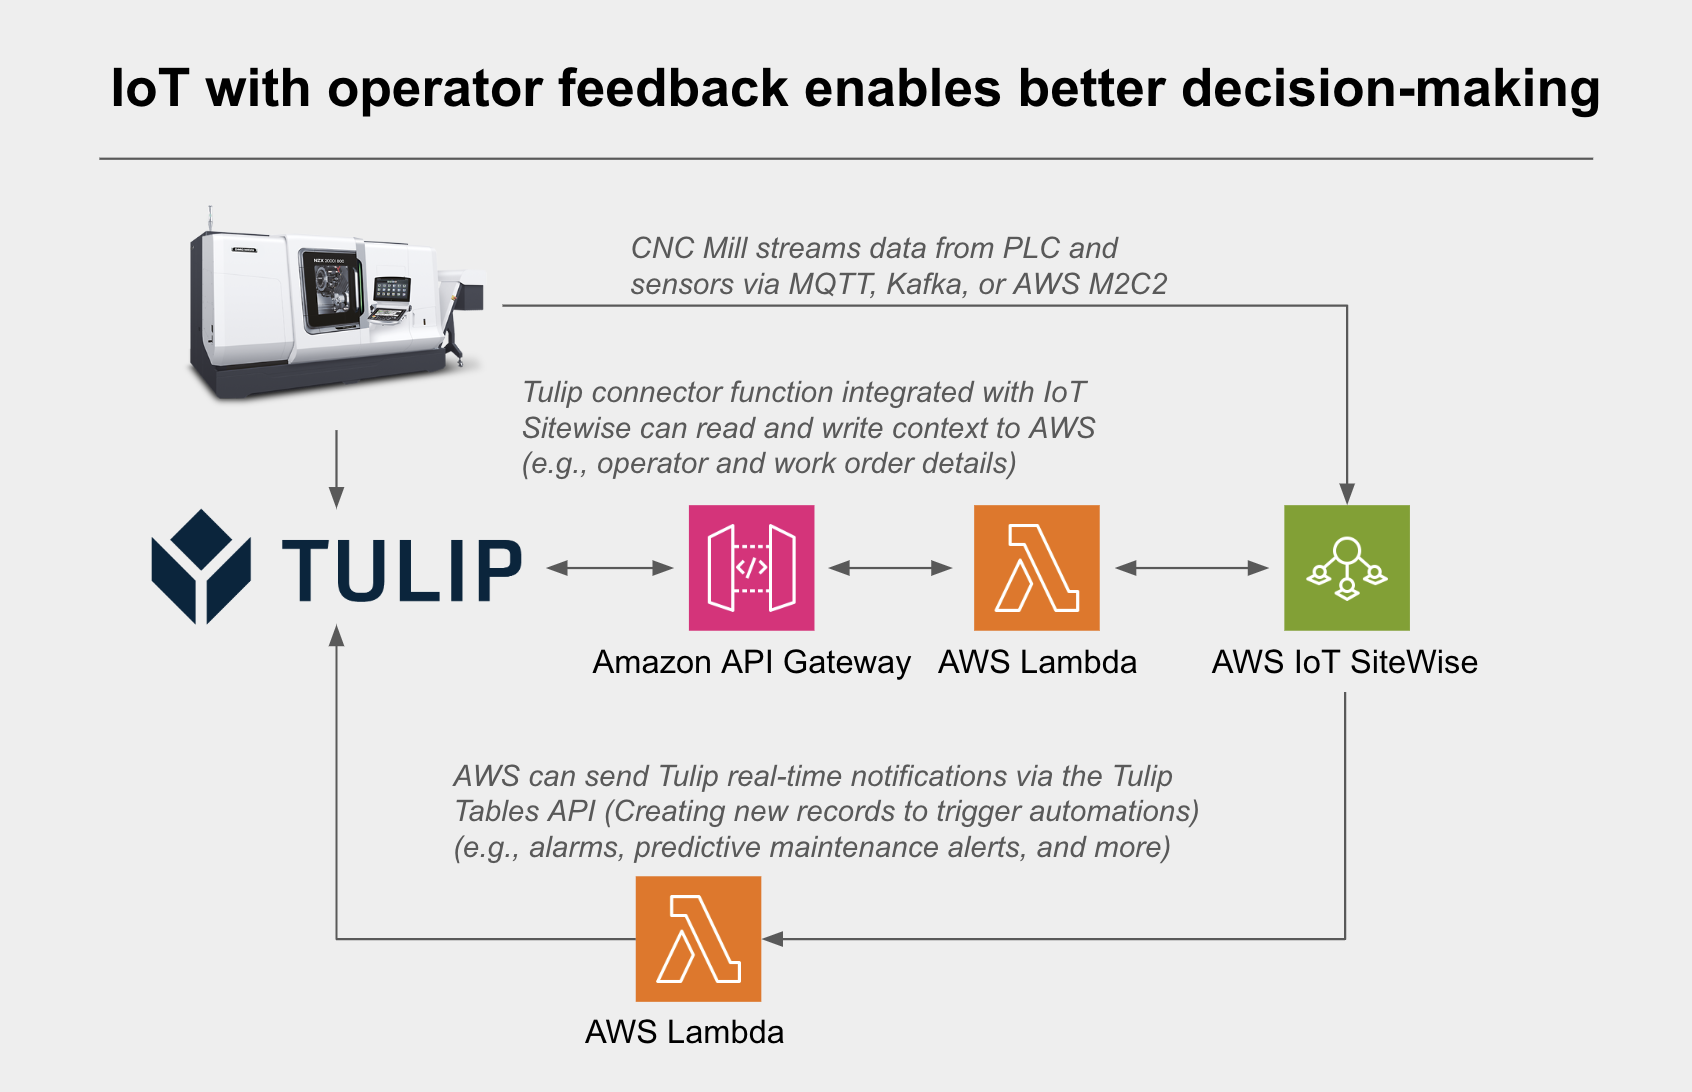 IoT with operator feedback enables better decision-making
CNC Mill streams data from PLC and
sensors via MQTT, Kafka, or AWS M2C2
NZX 2000 | 800
Tulip connector function integrated with IoT
Sitewise can read and write context to AWS
(e.g., operator and work order details)
TULIP
</>
Amazon API Gateway
AWS Lambda
AWS IoT SiteWise
AWS can send Tulip real-time notifications via the Tulip
Tables API (Creating new records to trigger automations)
(e.g., alarms, predictive maintenance alerts, and more)
AWS Lambda